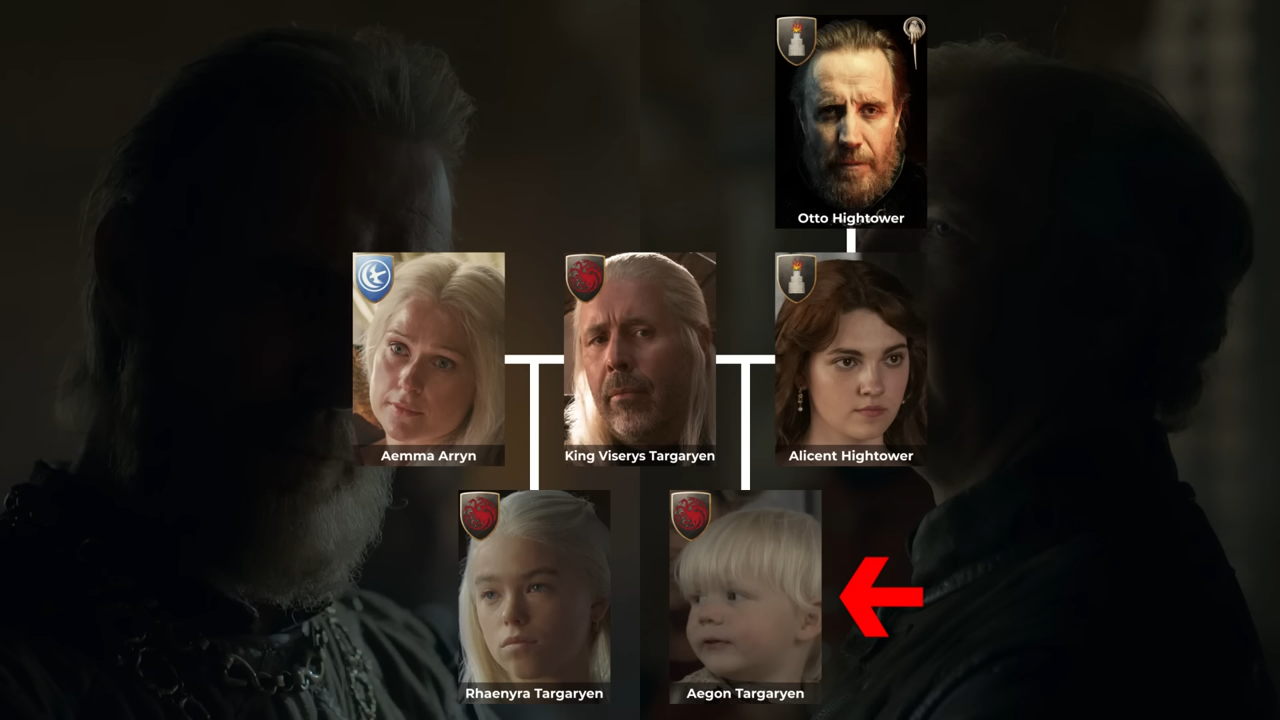 Otto Hightower
Aemma Arryn
King Viserys Targaryen
Alicent Hightower
Rhaenyra Targaryen
Aegon Targaryen